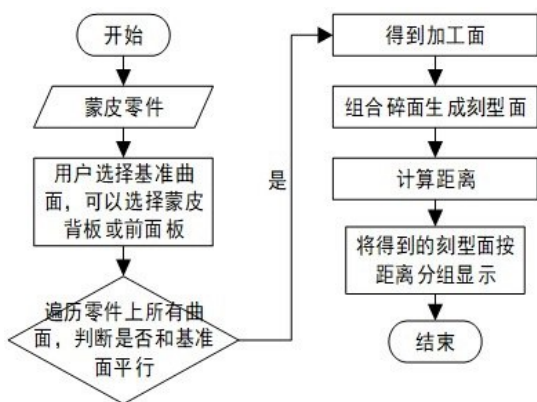 开始
蒙皮零件
用户选择基准曲
面，可以选择蒙皮
背板或前面板
遍历零件上所有曲
面，判断是否和基准
面平行
是
得到加工面
组合碎面生成刻型面
计算距离
将得到的刻型面按
距离分组显示
结束